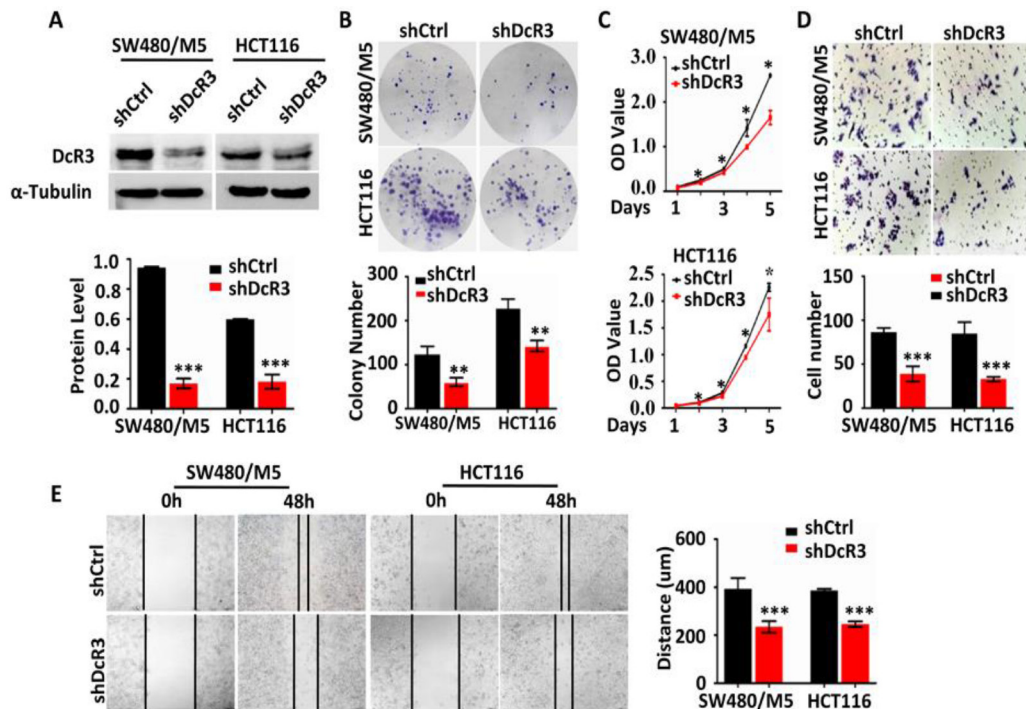 A
SW480/M5 HCT116
shCtrl shDcR3 shCtrl shDcR3
DcR3
α-Tubulin
Protein Level
1.0
0.8
0.6
0.4
0.2
0.0
shCtrl
shDcR3
*** ***
SW480/M5 HCT116
B
shCtrl shDcR3
SW480/M5
HCT116
Colony Number
300
200
100
0
shCtrl
shDcR3
** **
SW480/M5 HCT116
C
SW480/M5
shCtrl
shDcR3
OD Value
3.0
2.0
1.0
0.0
* * * *
Days 1 3 5
HCT116
shCtrl
shDcR3
OD Value
2.5
2.0
1.5
1.0
0.5
0.0
* * * *
Days 1 3 5
D
shCtrl shDcR3
SW480/M5
HCT116
Cell number
150
100
50
0
shCtrl
shDcR3
*** ***
SW480/M5 HCT116
E
SW480/M5 HCT116
0h 48h 0h 48h
shCtrl
shDcR3
Distance (um)
600
400
200
0
shCtrl
shDcR3
*** ***
SW480/M5 HCT116